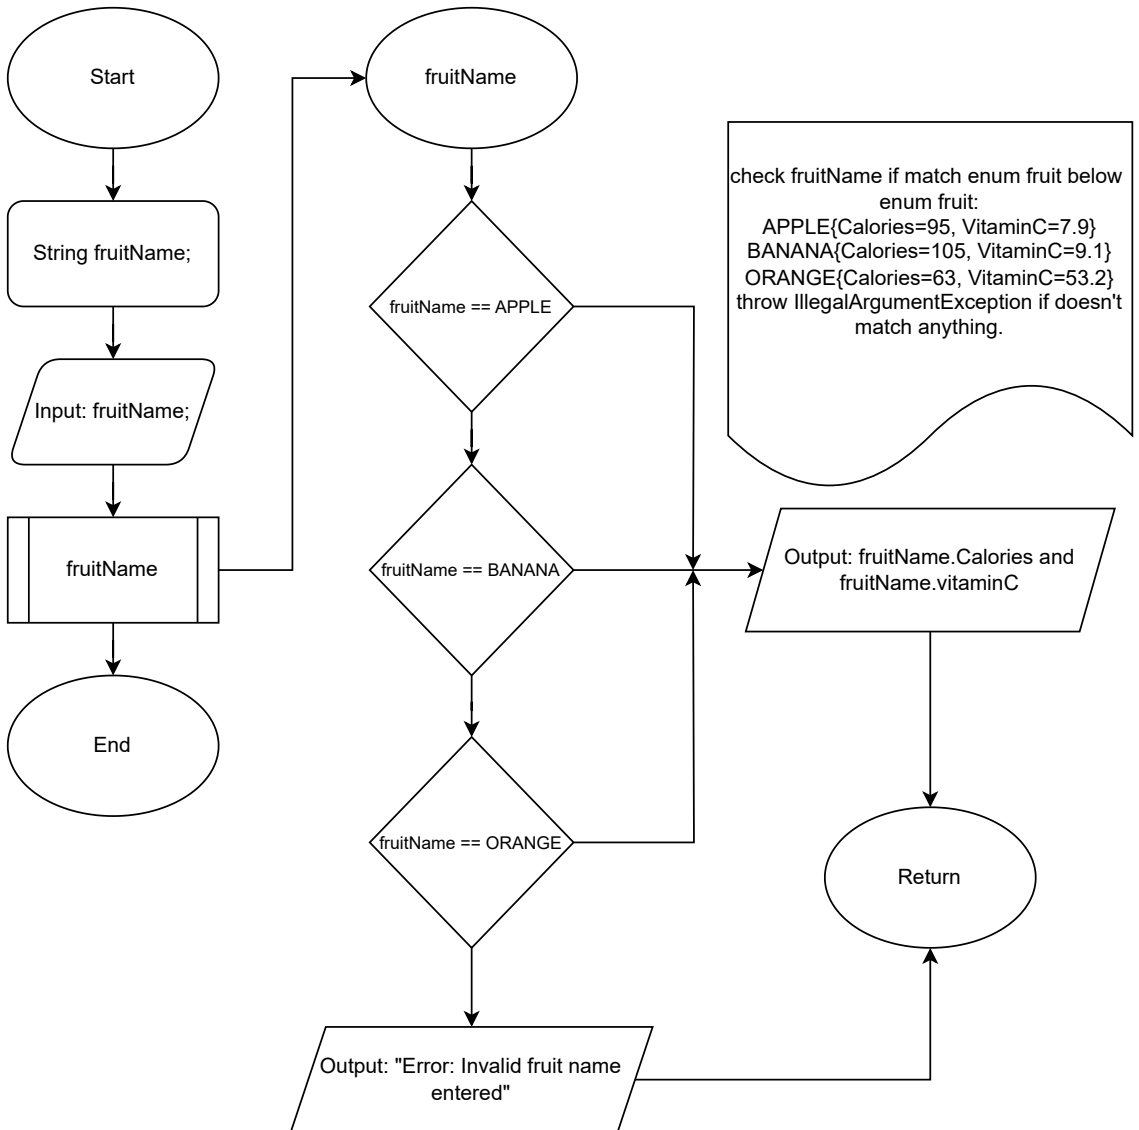 Start
String fruitName;
Input: fruitName;
fruitName
End
fruitName
fruitName == APPLE
fruitName == BANANA
fruitName == ORANGE
Output: "Error: Invalid fruit name
entered"
check fruitName if match enum fruit below
enum fruit:
APPLE{Calories=95, VitaminC=7.9}
BANANA{Calories=105, VitaminC=9.1}
ORANGE{Calories=63, VitaminC=53.2}
throw IllegalArgumentException if doesn't
match anything.
Output: fruitName.Calories and
fruitName.vitaminC
Return